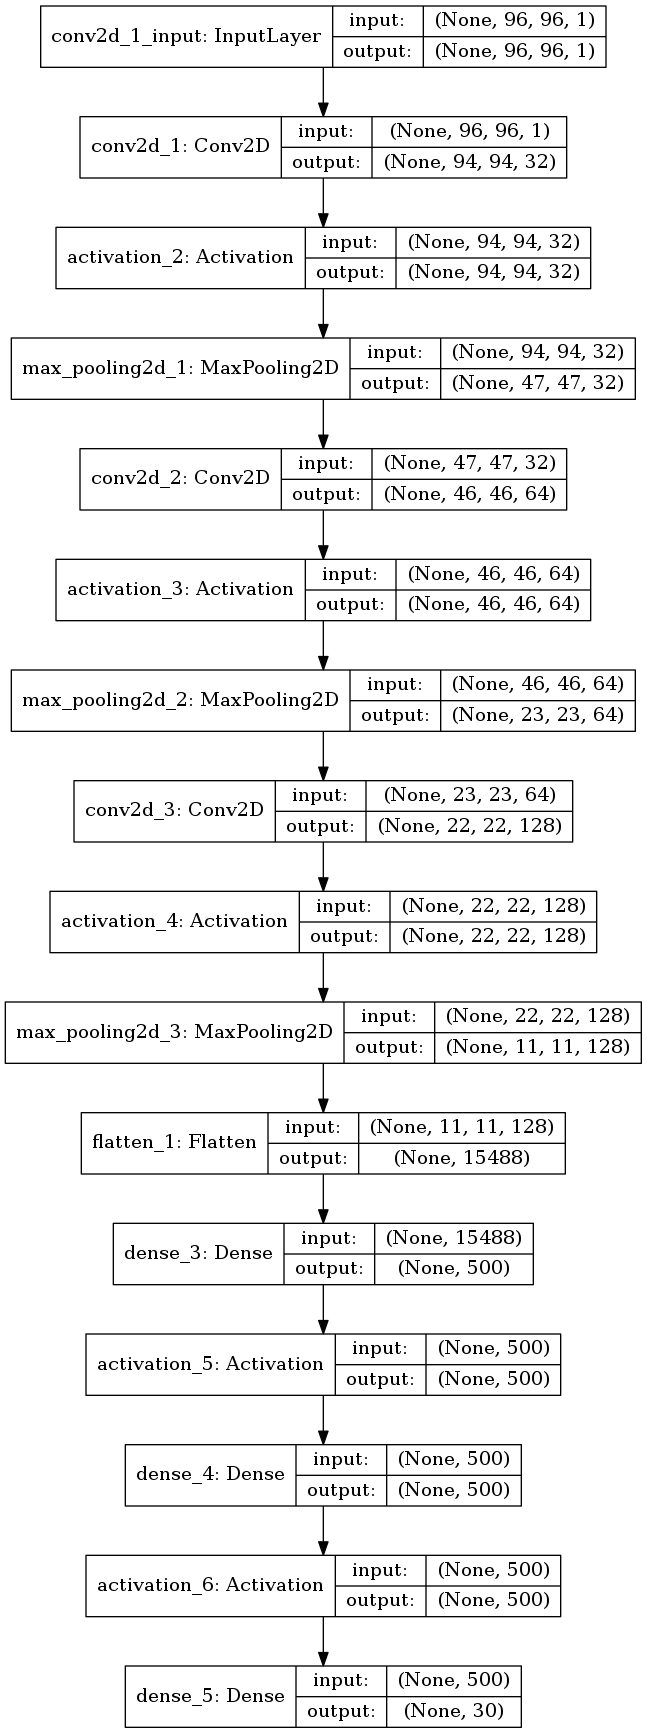 conv2d_1_input: InputLayer
input: (None, 96, 96, 1)
output: (None, 96, 96, 1)
conv2d_1: Conv2D
input: (None, 96, 96, 1)
output: (None, 94, 94, 32)
activation_2: Activation
input: (None, 94, 94, 32)
output: (None, 94, 94, 32)
max_pooling2d_1: MaxPooling2D
input: (None, 94, 94, 32)
output: (None, 47, 47, 32)
conv2d_2: Conv2D
input: (None, 47, 47, 32)
output: (None, 46, 46, 64)
activation_3: Activation
input: (None, 46, 46, 64)
output: (None, 46, 46, 64)
max_pooling2d_2: MaxPooling2D
input: (None, 46, 46, 64)
output: (None, 23, 23, 64)
conv2d_3: Conv2D
input: (None, 23, 23, 64)
output: (None, 22, 22, 128)
activation_4: Activation
input: (None, 22, 22, 128)
output: (None, 22, 22, 128)
max_pooling2d_3: MaxPooling2D
input: (None, 22, 22, 128)
output: (None, 11, 11, 128)
flatten_1: Flatten
input: (None, 11, 11, 128)
output: (None, 15488)
dense_3: Dense
input: (None, 15488)
output: (None, 500)
activation_5: Activation
input: (None, 500)
output: (None, 500)
dense_4: Dense
input: (None, 500)
output: (None, 500)
activation_6: Activation
input: (None, 500)
output: (None, 500)
dense_5: Dense
input: (None, 500)
output: (None, 30)